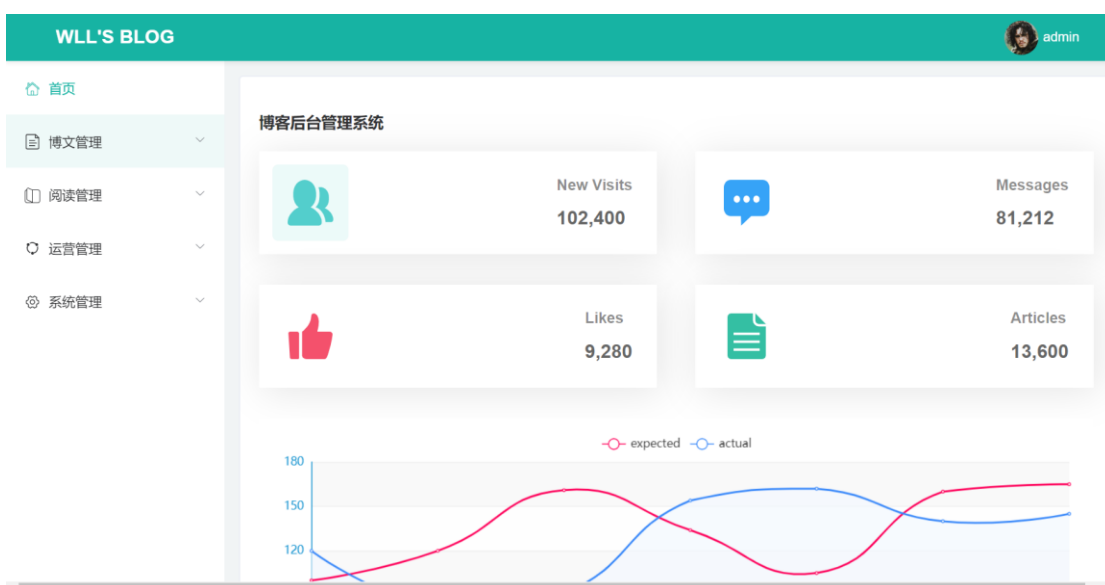 WLL'S BLOG
admin
首页
博文管理
阅读管理
运营管理
系统管理
博客后台管理系统
New Visits
102,400
Messages
81,212
Likes
9,280
Articles
13,600
expected actual
180
150
120